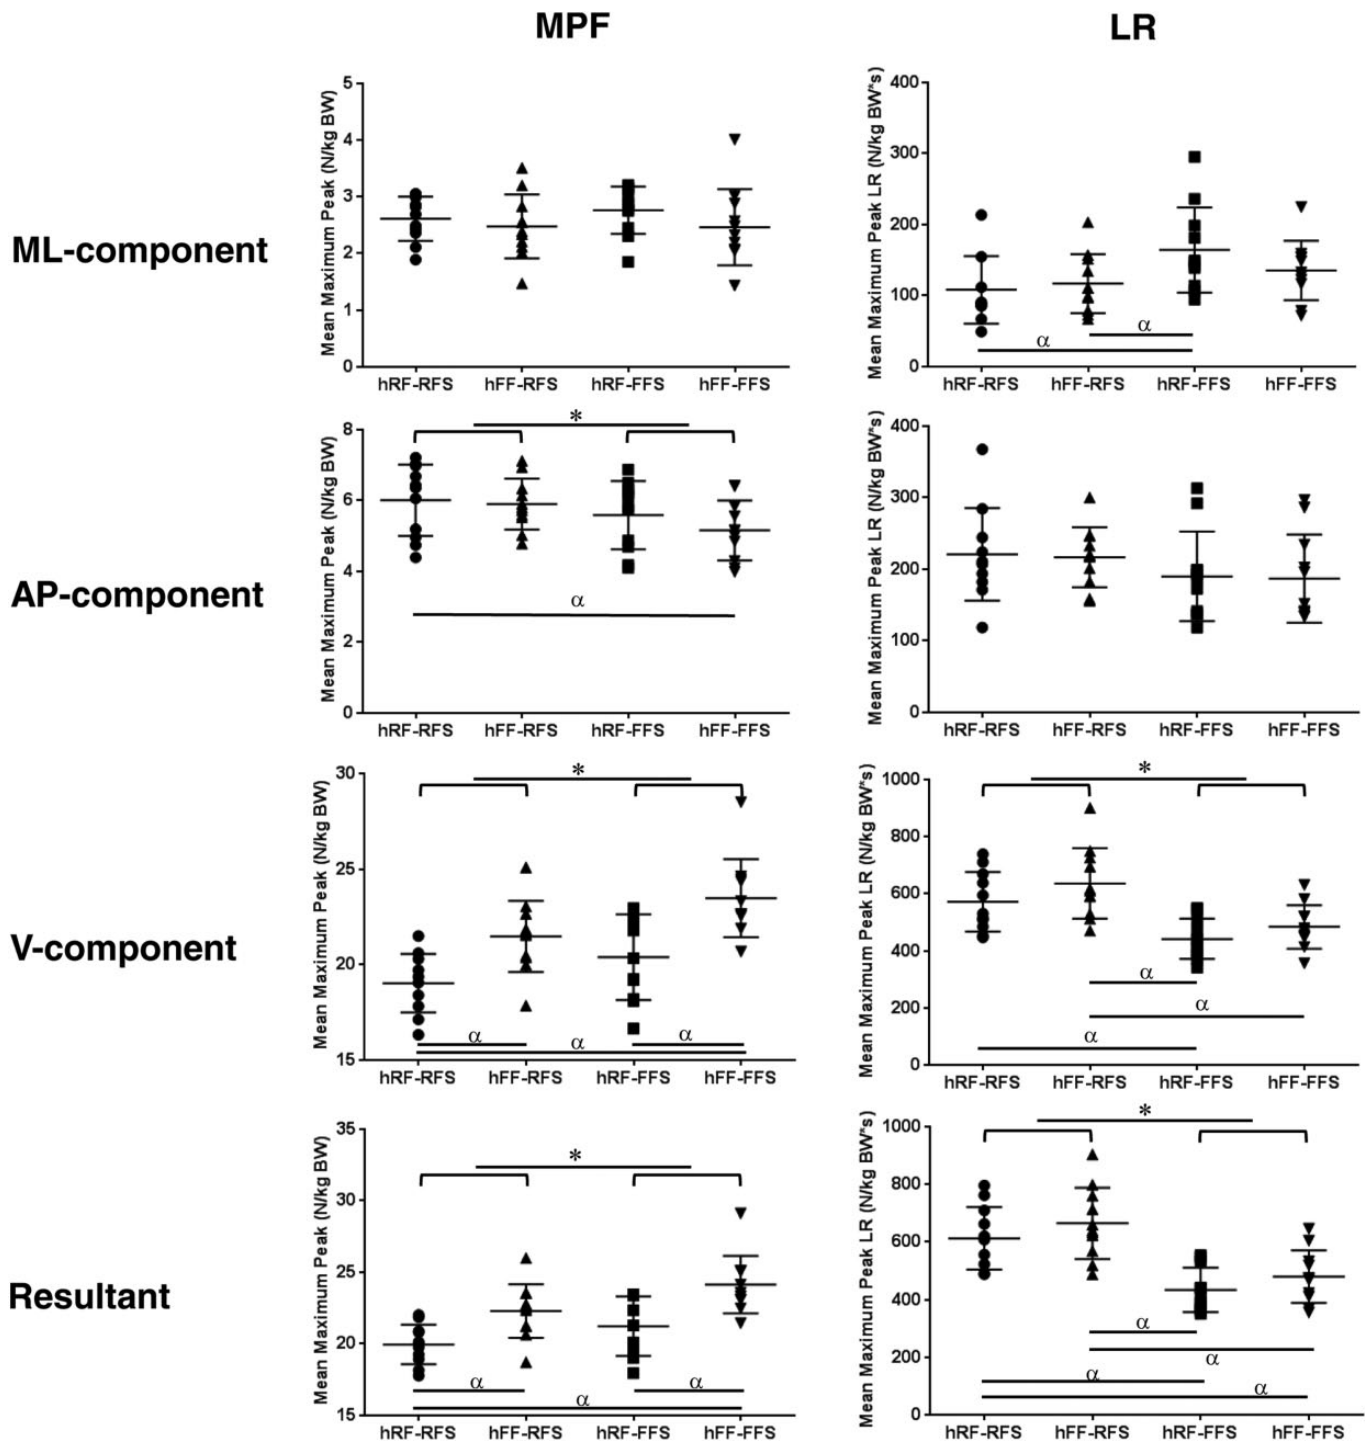 MPF
LR
ML-component
Mean Maximum Peak (N/kg BW)
5
4
3
2
1
0
hRF-RFS hFF-RFS hRF-FFS hFF-FFS
Mean Maximum Peak LR (N/kg BW*s)
400
300
200
100
0
α
α
hRF-RFS hFF-RFS hRF-FFS hFF-FFS
AP-component
Mean Maximum Peak (N/kg BW)
8
6
4
2
0
*
α
hRF-RFS hFF-RFS hRF-FFS hFF-FFS
Mean Maximum Peak LR (N/kg BW*s)
400
300
200
100
0
hRF-RFS hFF-RFS hRF-FFS hFF-FFS
V-component
Mean Maximum Peak (N/kg BW)
30
25
20
15
*
α α α
hRF-RFS hFF-RFS hRF-FFS hFF-FFS
Mean Maximum Peak LR (N/kg BW*s)
1000
800
600
400
200
0
*
α
α
α
hRF-RFS hFF-RFS hRF-FFS hFF-FFS
Resultant
Mean Maximum Peak (N/kg BW)
35
30
25
20
15
*
α α
α
hRF-RFS hFF-RFS hRF-FFS hFF-FFS
Mean Maximum Peak LR (N/kg BW*s)
1000
800
600
400
200
0
*
α
α
α
α
hRF-RFS hFF-RFS hRF-FFS hFF-FFS